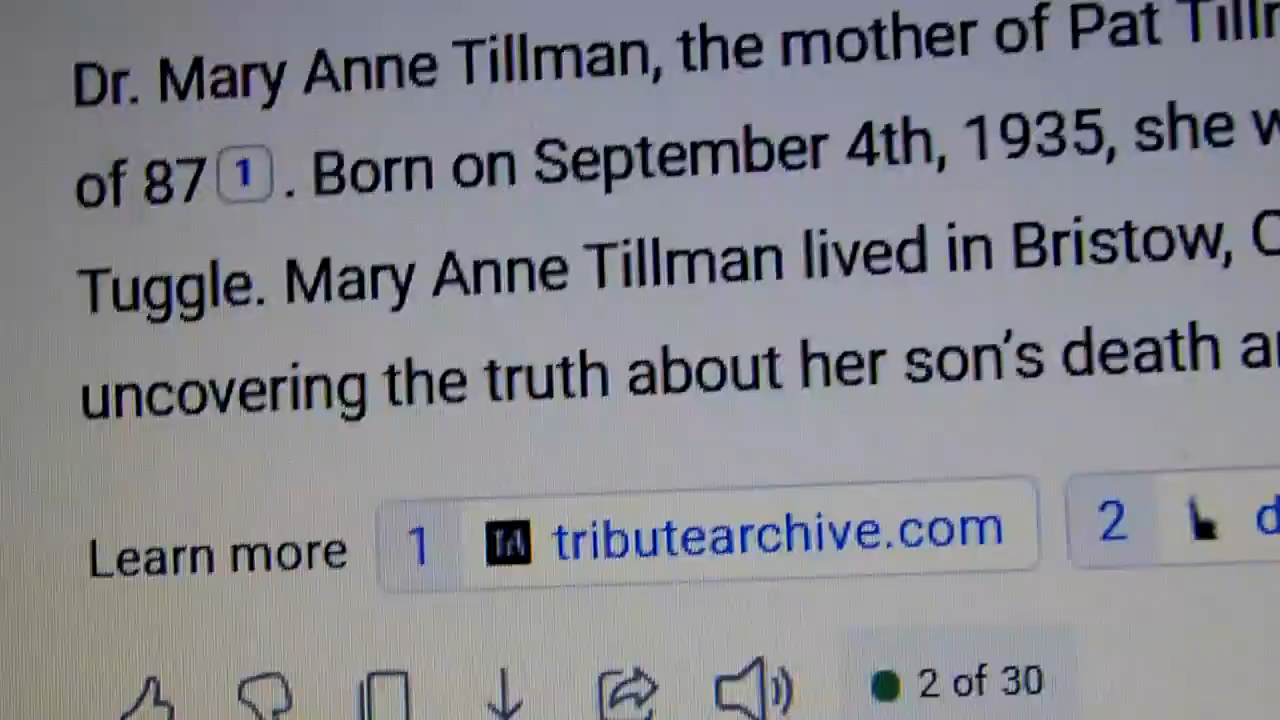 Dr. Mary Anne Tillman, the mother of Pat
of 87 1 . Born on September 4th, 1935, she
Tuggle. Mary Anne Tillman lived in Bristow,
uncovering the truth about her son's death
Learn more 1 TA tributearchive.com 2
2 of 30